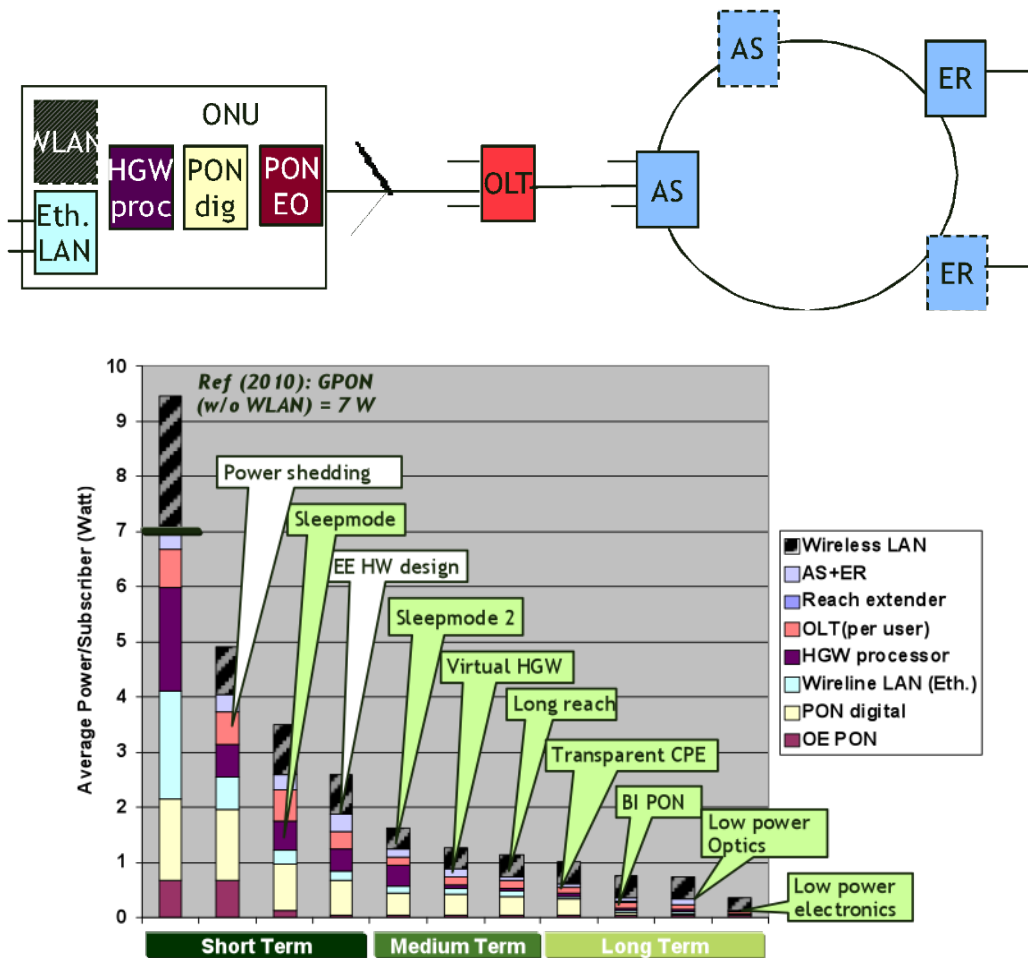 AS
ER
WLAN
ONU
HGW
proc
PON
dig
PON
EO
Eth.
LAN
OLT
AS
ER
Average Power/Subscriber (Watt)
10
9
8
7
6
5
4
3
2
1
0
Ref (2010): GPON
(w/o WLAN) = 7 W
Power shedding
Sleepmode
EE HW design
Sleepmode 2
Virtual HGW
Long reach
Transparent CPE
BI PON
Low power
Optics
Low power
electronics
Wireless LAN
AS+ER
Reach extender
OLT(per user)
HGW processor
Wireline LAN (Eth.)
PON digital
OE PON
Short Term
Medium Term
Long Term